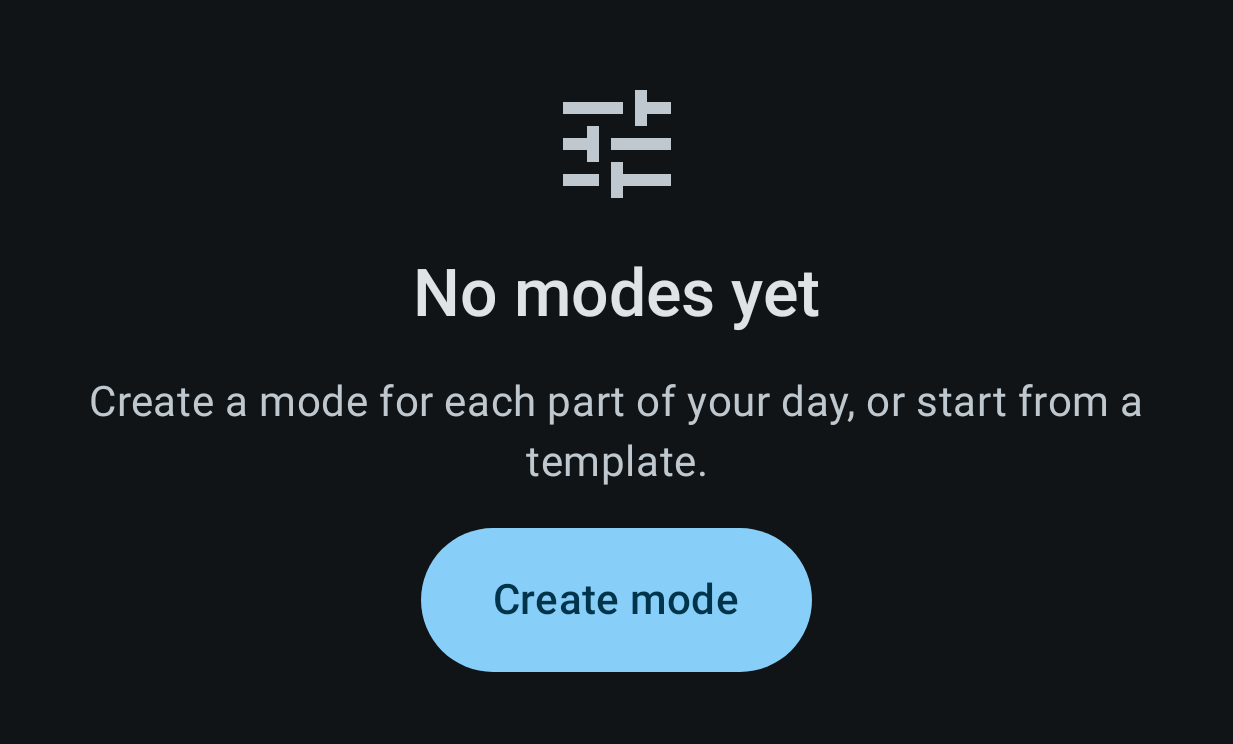 No modes yet
Create a mode for each part of your day, or start from a
template.
Create mode